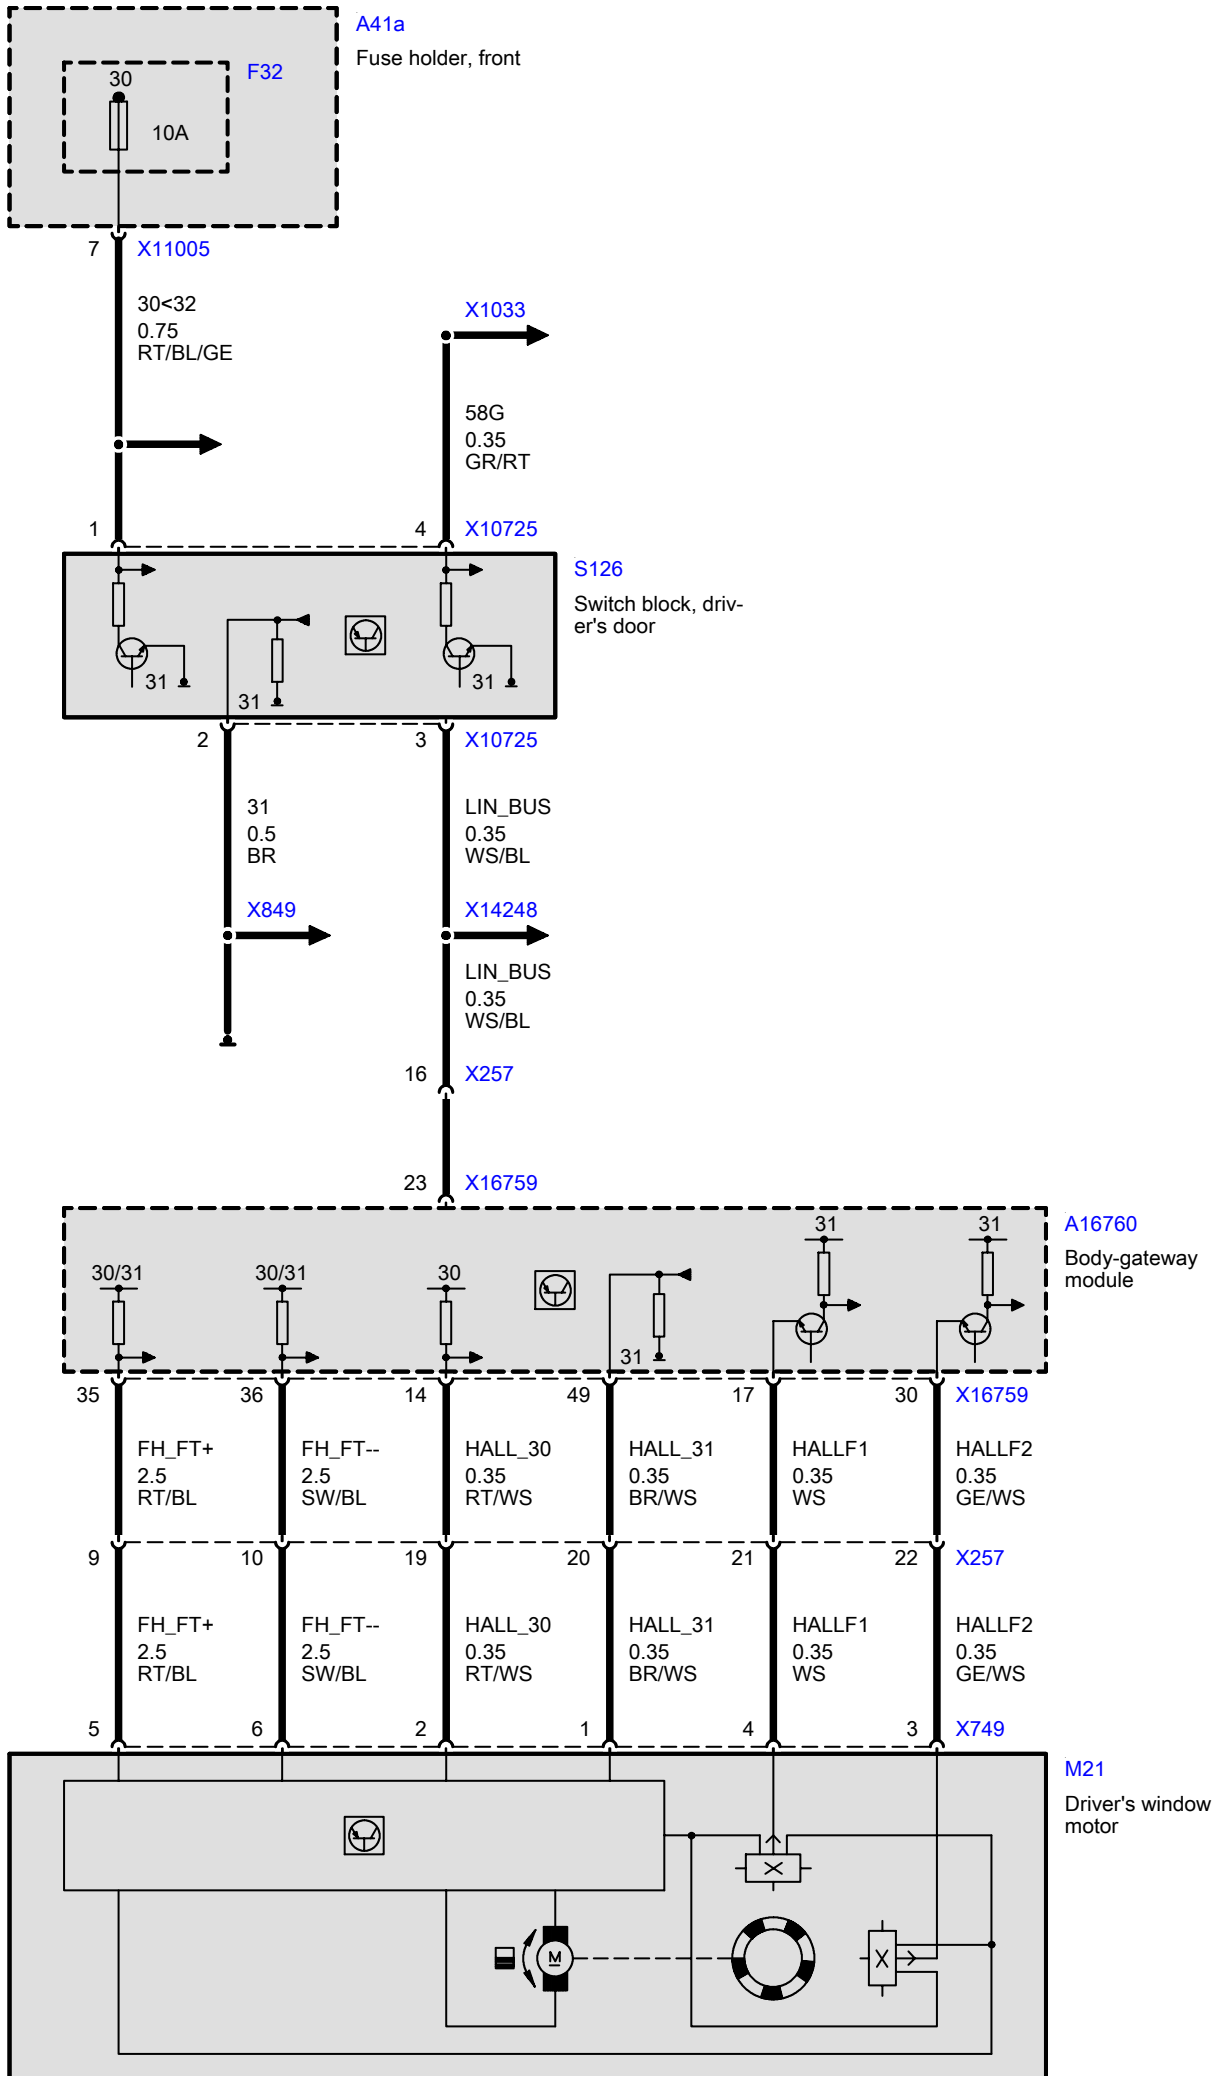 A41a
Fuse holder, front
F32
30
10A
7 X11005
30<32
0.75
RT/BL/GE
X1033
58G
0.35
GR/RT
1 4 X10725
S126
Switch block, driv-
er's door
31 31
31
2 3 X10725
31
0.5
BR
LIN_BUS
0.35
WS/BL
X849
X14248
LIN_BUS
0.35
WS/BL
16 X257
23 X16759
A16760
Body-gateway
module
31 31
30/31 30/31 30
31
35 36 14 49 17 30 X16759
FH_FT+ FH_FT-- HALL_30 HALL_31 HALLF1 HALLF2
2.5 2.5 0.35 0.35 0.35 0.35
RT/BL SW/BL RT/WS BR/WS WS GE/WS
9 10 19 20 21 22 X257
FH_FT+ FH_FT-- HALL_30 HALL_31 HALLF1 HALLF2
2.5 2.5 0.35 0.35 0.35 0.35
RT/BL SW/BL RT/WS BR/WS WS GE/WS
5 6 2 1 4 3 X749
M21
Driver's window
motor
M